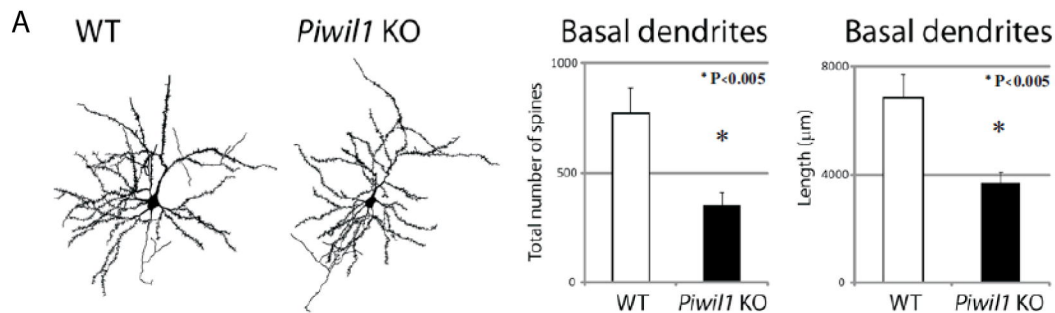 A
WT
Piwil1 KO
Basal dendrites
Total number of spines
1000
500
0
* P<0.005
*
WT
Piwil1 KO
Basal dendrites
Length (μm)
8000
4000
0
* P<0.005
*
WT
Piwil1 KO